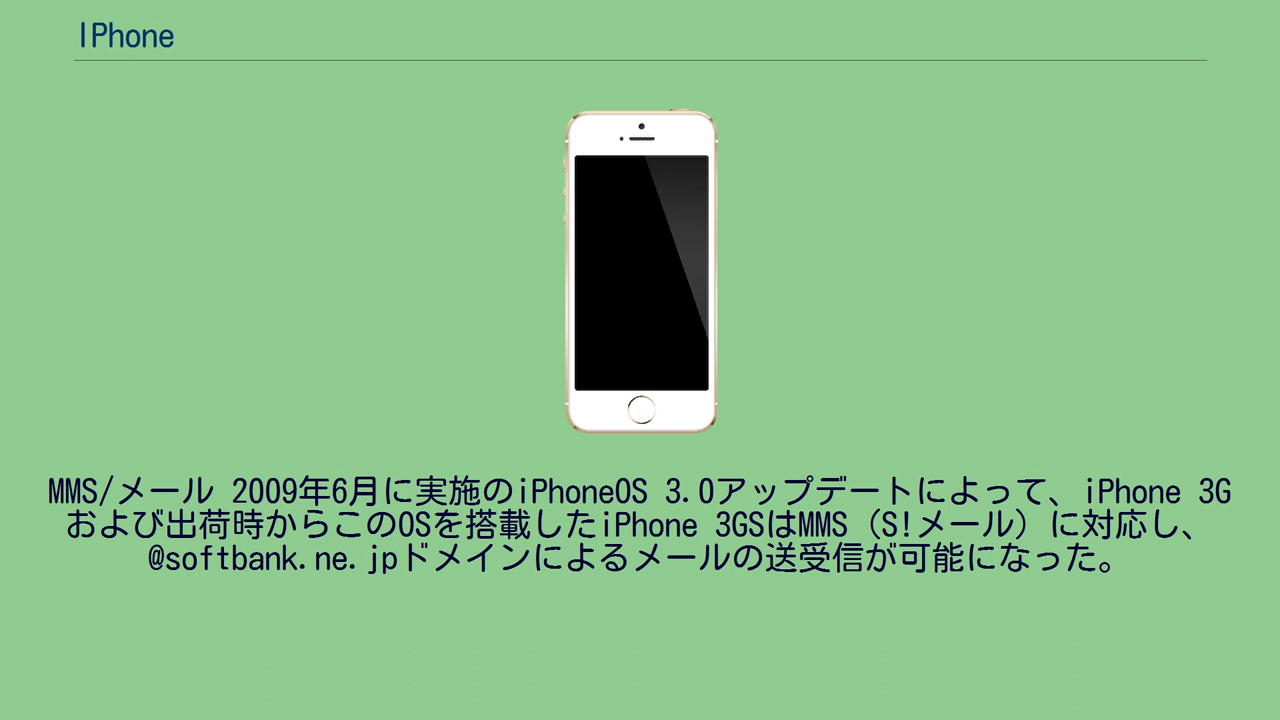 IPhone
MMS/メール 2009年6月に実施のiPhoneOS 3.0アップデートによって、iPhone 3G
および出荷時からこのOSを搭載したiPhone 3GSはMMS（S!メール）に対応し、
@softbank.ne.jpドメインによるメールの送受信が可能になった。